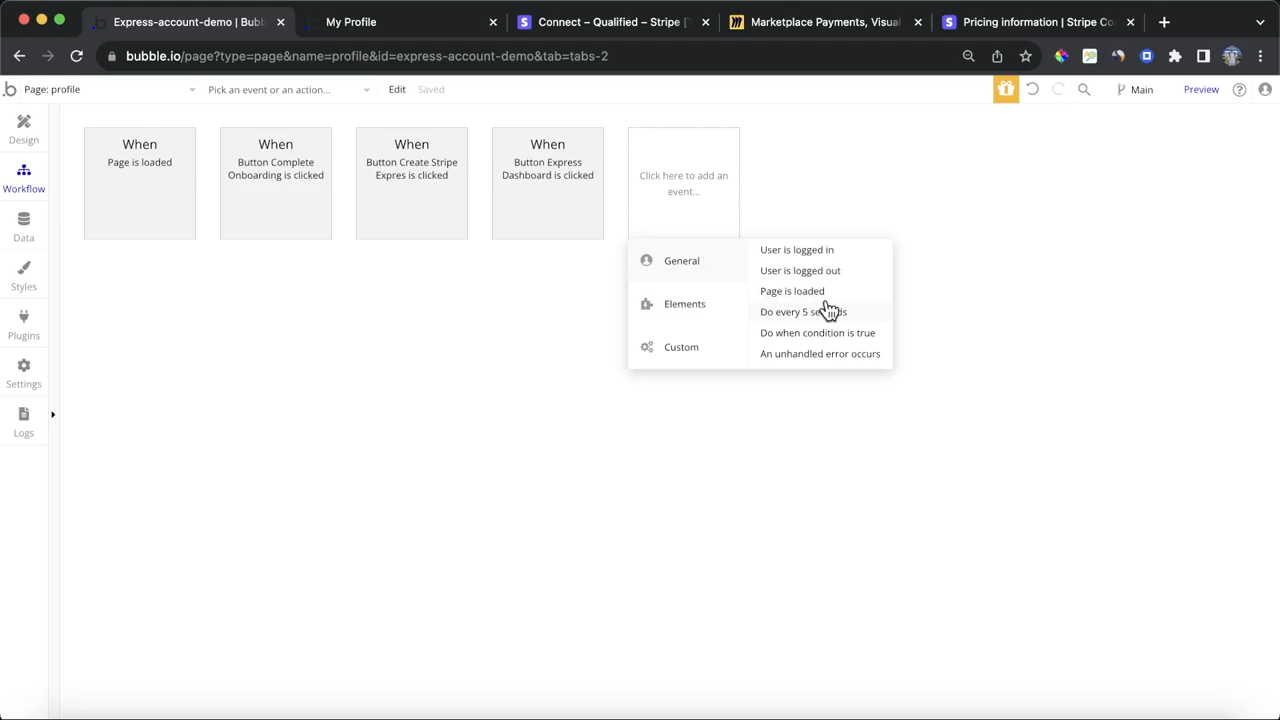 Express-account-demo | Bubb
My Profile
Connect – Qualified – Stripe [
Marketplace Payments, Visual
Pricing information | Stripe Co
bubble.io/page?type=page&name=profile&id=express-account-demo&tab=tabs-2
Page: profile
Pick an event or an action...
Edit
Saved
Main
Preview
Design
Workflow
Data
Styles
Plugins
Settings
Logs
When
Page is loaded
When
Button Complete
Onboarding is clicked
When
Button Create Stripe
Expres is clicked
When
Button Express
Dashboard is clicked
Click here to add an
event...
General
Elements
Custom
User is logged in
User is logged out
Page is loaded
Do every 5 seconds
Do when condition is true
An unhandled error occurs